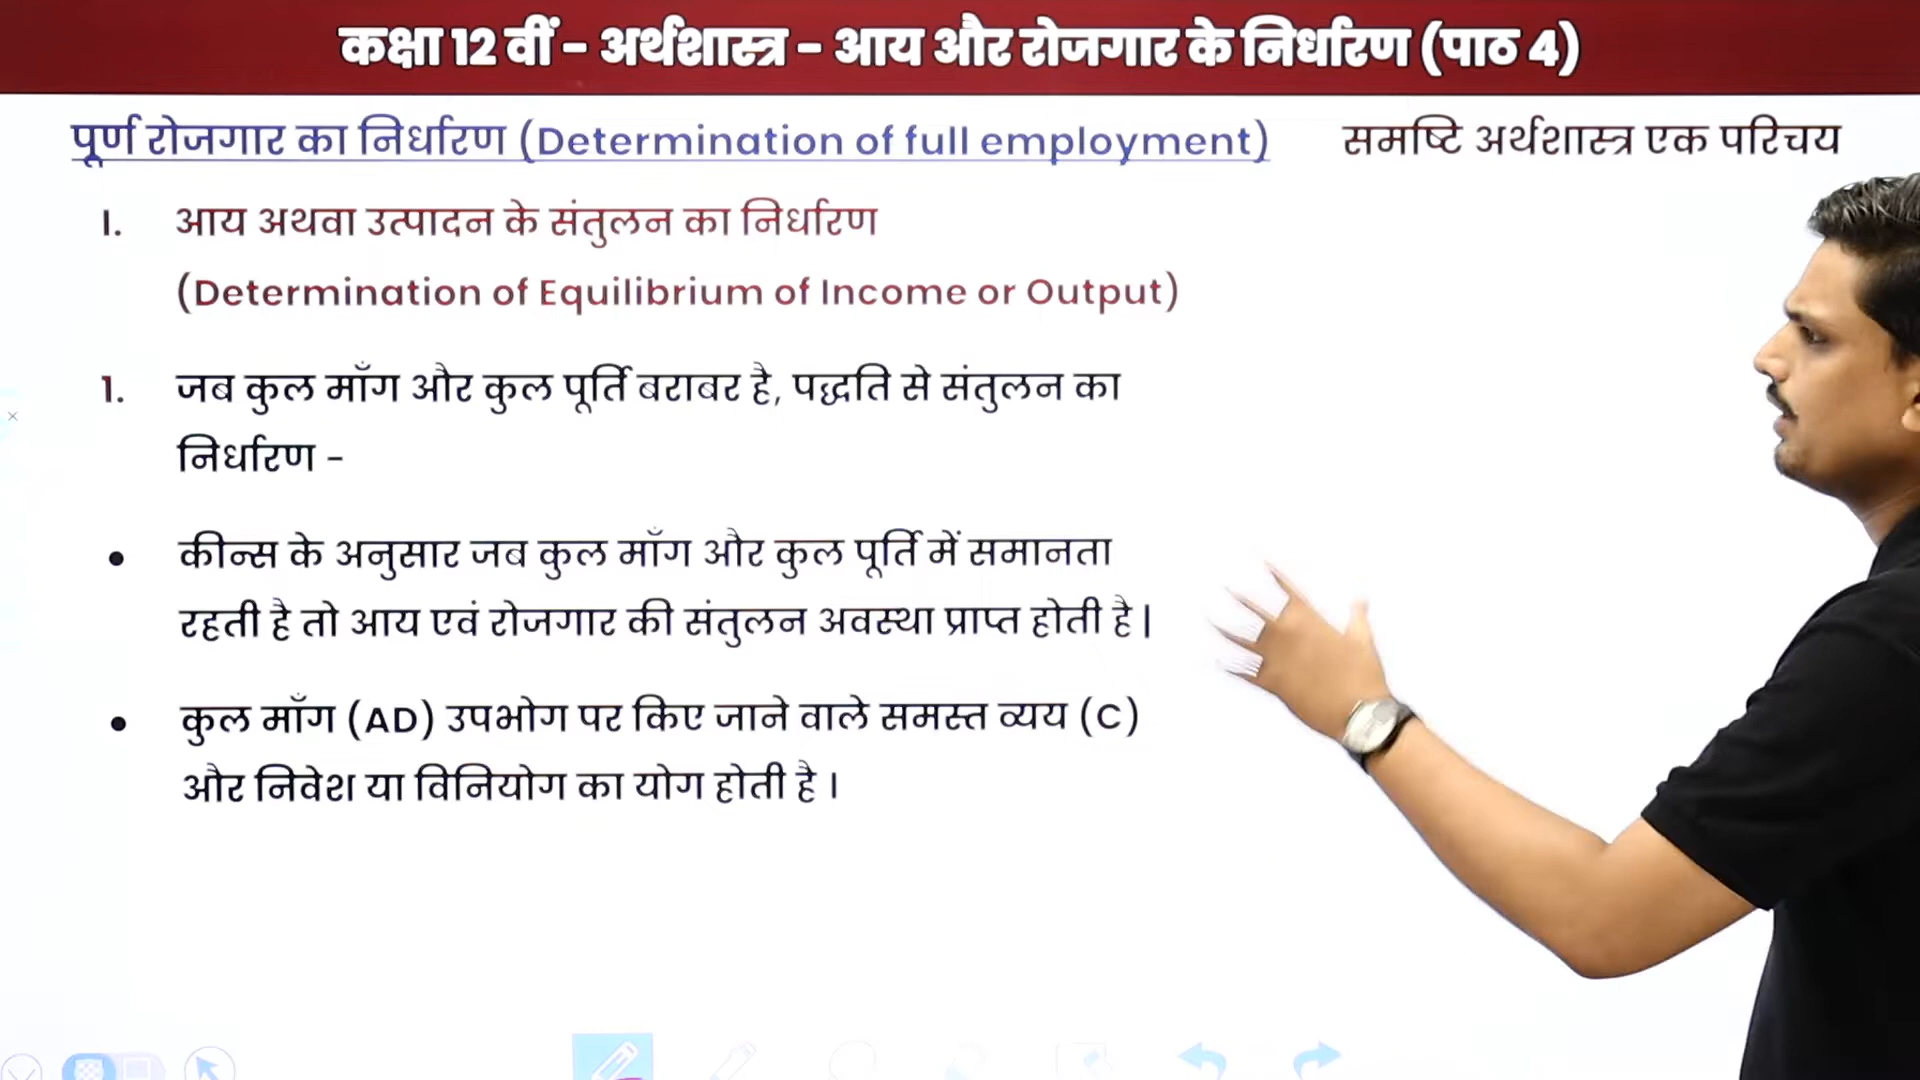 कक्षा 12 वीं - अर्थशास्त्र - आय और रोजगार के निर्धारण (पाठ 4)
पूर्ण रोजगार का निर्धारण (Determination of full employment) समष्टि अर्थशास्त्र एक परिचय
I. आय अथवा उत्पादन के संतुलन का निर्धारण
(Determination of Equilibrium of Income or Output)
1. जब कुल माँग और कुल पूर्ति बराबर है, पद्धति से संतुलन का
निर्धारण -
• कीन्स के अनुसार जब कुल माँग और कुल पूर्ति में समानता
रहती है तो आय एवं रोजगार की संतुलन अवस्था प्राप्त होती है |
• कुल माँग (AD) उपभोग पर किए जाने वाले समस्त व्यय (C)
और निवेश या विनियोग का योग होती है ।